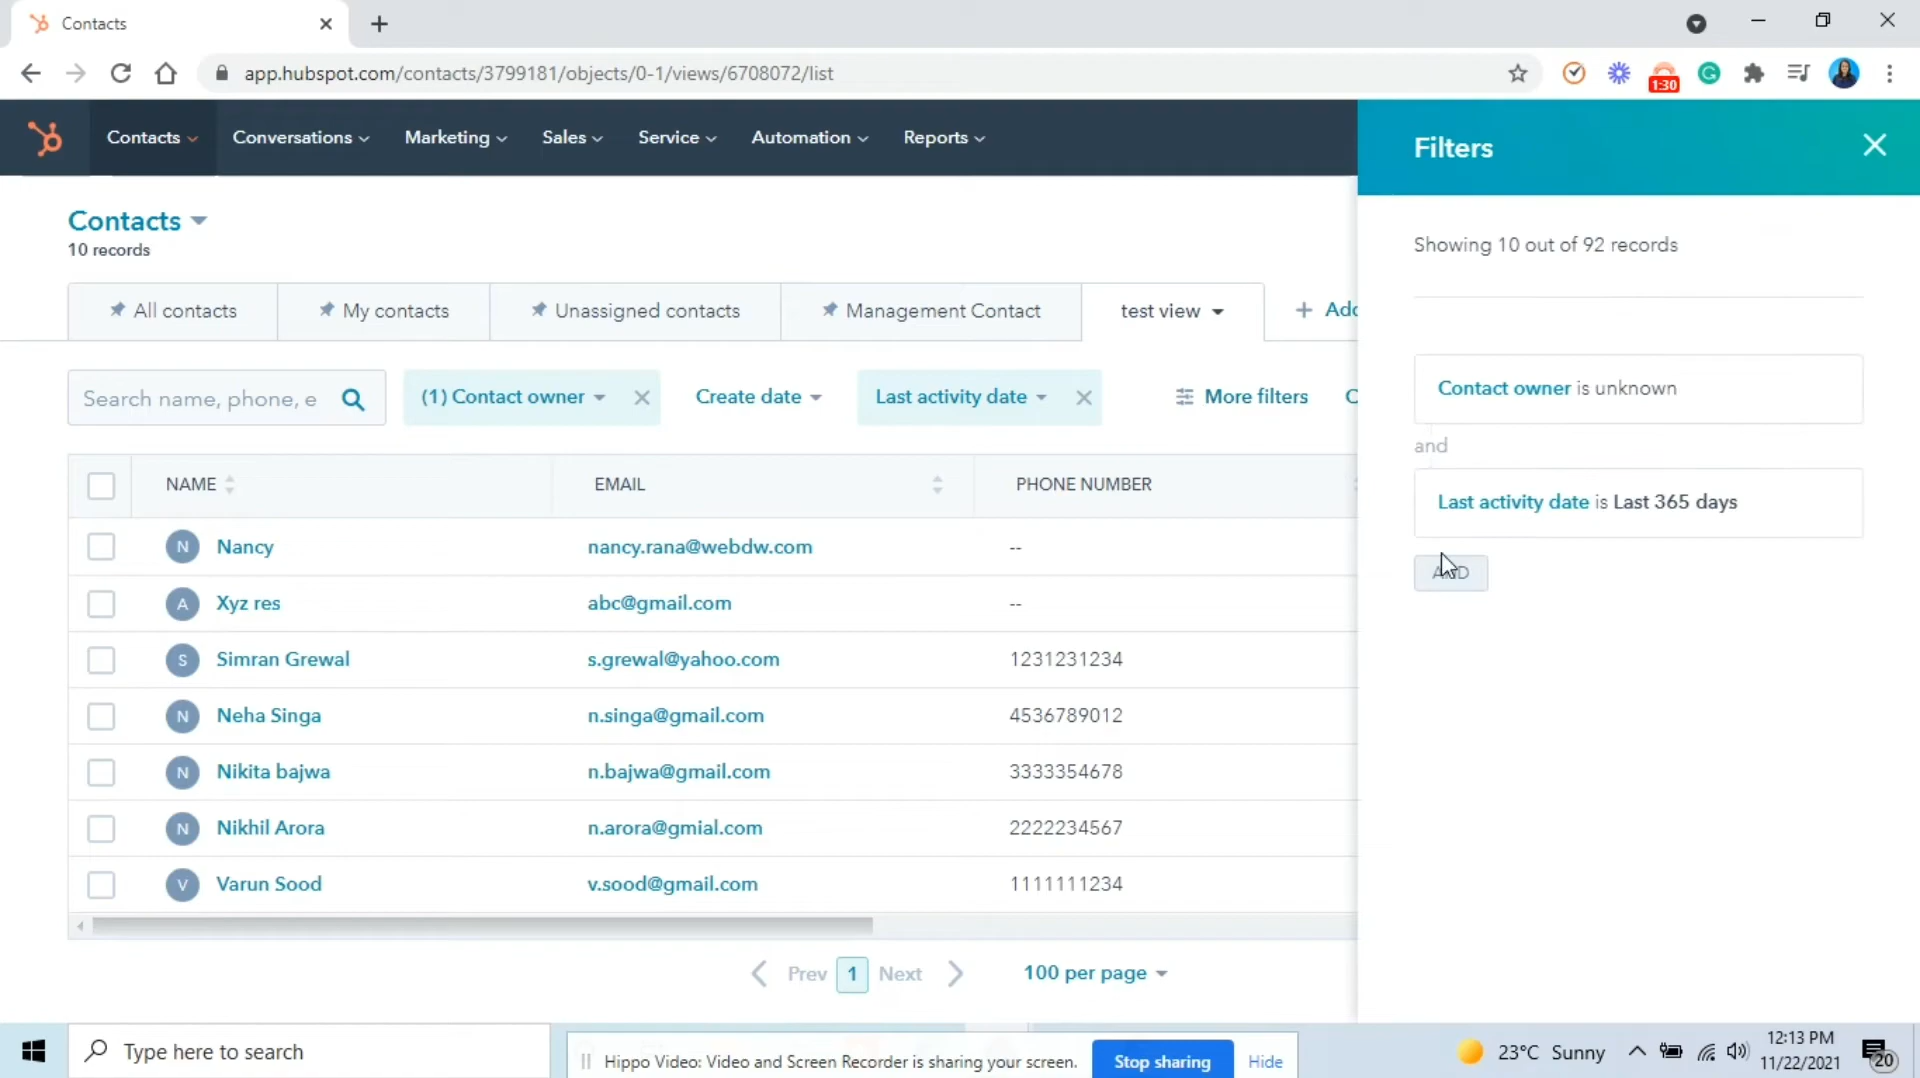 Contacts
app.hubspot.com/contacts/3799181/objects/0-1/views/6708072/list
1:30
Contacts
Conversations
Marketing
Sales
Service
Automation
Reports
Filters
Contacts
10 records
Showing 10 out of 92 records
All contacts
My contacts
Unassigned contacts
Management Contact
test view
+ Add
Search name, phone, e
(1) Contact owner
Create date
Last activity date
More filters
Contact owner is unknown
and
Last activity date is Last 365 days
NAME
EMAIL
PHONE NUMBER
N Nancy nancy.rana@webdw.com --
A Xyz res abc@gmail.com --
S Simran Grewal s.grewal@yahoo.com 1231231234
N Neha Singa n.singa@gmail.com 4536789012
N Nikita bajwa n.bajwa@gmail.com 3333354678
N Nikhil Arora n.arora@gmial.com 2222234567
V Varun Sood v.sood@gmail.com 1111111234
Prev 1 Next
100 per page
Type here to search
Hippo Video: Video and Screen Recorder is sharing your screen.
Stop sharing
Hide
23°C Sunny
12:13 PM
11/22/2021
20